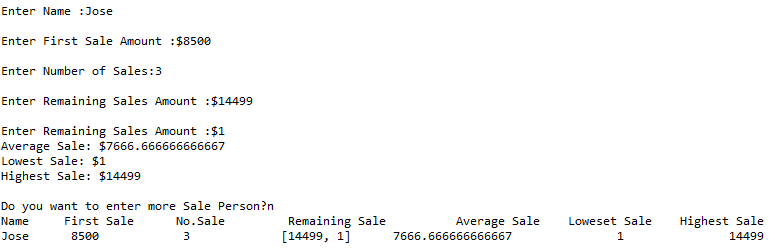 Enter Name :Jose
Enter First Sale Amount :$8500
Enter Number of Sales:3
Enter Remaining Sales Amount :$14499
Enter Remaining Sales Amount :$1
Average Sale: $7666.666666666667
Lowest Sale: $1
Highest Sale: $14499
Do you want to enter more Sale Person?n
Name First Sale No.Sale Remaining Sale Average Sale Loweset Sale Highest Sale
Jose 8500 3 [14499, 1] 7666.666666666667 1 14499